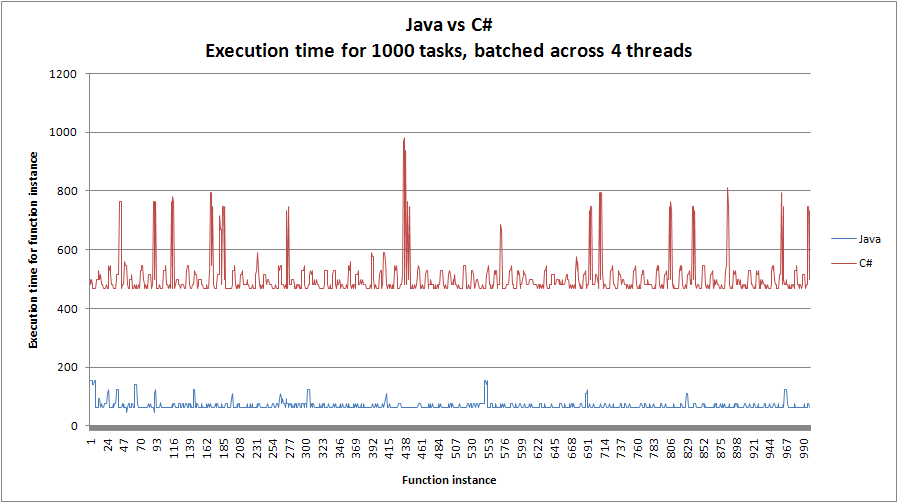 Java vs C#
Execution time for 1000 tasks, batched across 4 threads
Execution time for function instance
1200
1000
800
600
400
200
0
Java
C#
1 24 47 70 93 116 139 162 185 208 231 254 277 300 323 346 369 392 415 438 461 484 507 530 553 576 599 622 645 668 691 714 737 760 783 806 829 852 875 898 921 944 967 990
Function instance